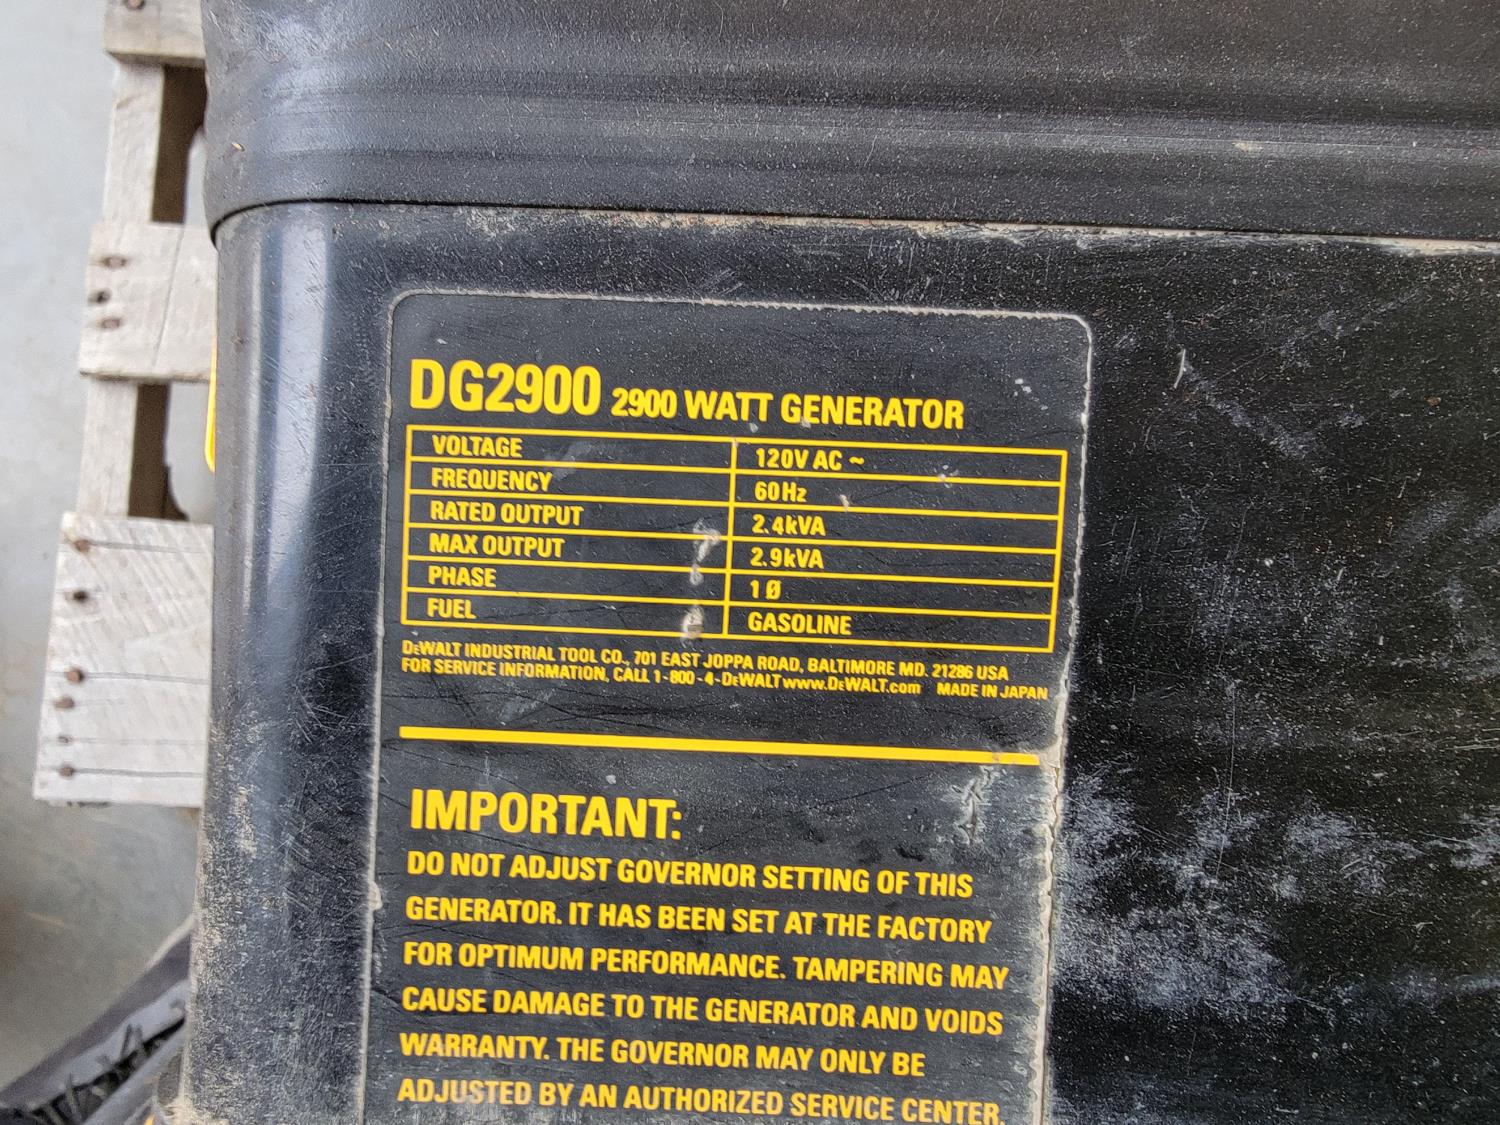 DG2900 2900 WATT GENERATOR
VOLTAGE 120V AC ~
FREQUENCY 60Hz
RATED OUTPUT 2.4kVA
MAX OUTPUT 2.9kVA
PHASE 1 Ø
FUEL GASOLINE
DEWALT INDUSTRIAL TOOL CO., 701 EAST JOPPA ROAD, BALTIMORE MD. 21286 USA
FOR SERVICE INFORMATION, CALL 1-800-4-DEWALT www.DEWALT.com MADE IN JAPAN
IMPORTANT:
DO NOT ADJUST GOVERNOR SETTING OF THIS
GENERATOR. IT HAS BEEN SET AT THE FACTORY
FOR OPTIMUM PERFORMANCE. TAMPERING MAY
CAUSE DAMAGE TO THE GENERATOR AND VOIDS
WARRANTY. THE GOVERNOR MAY ONLY BE
ADJUSTED BY AN AUTHORIZED SERVICE CENTER.